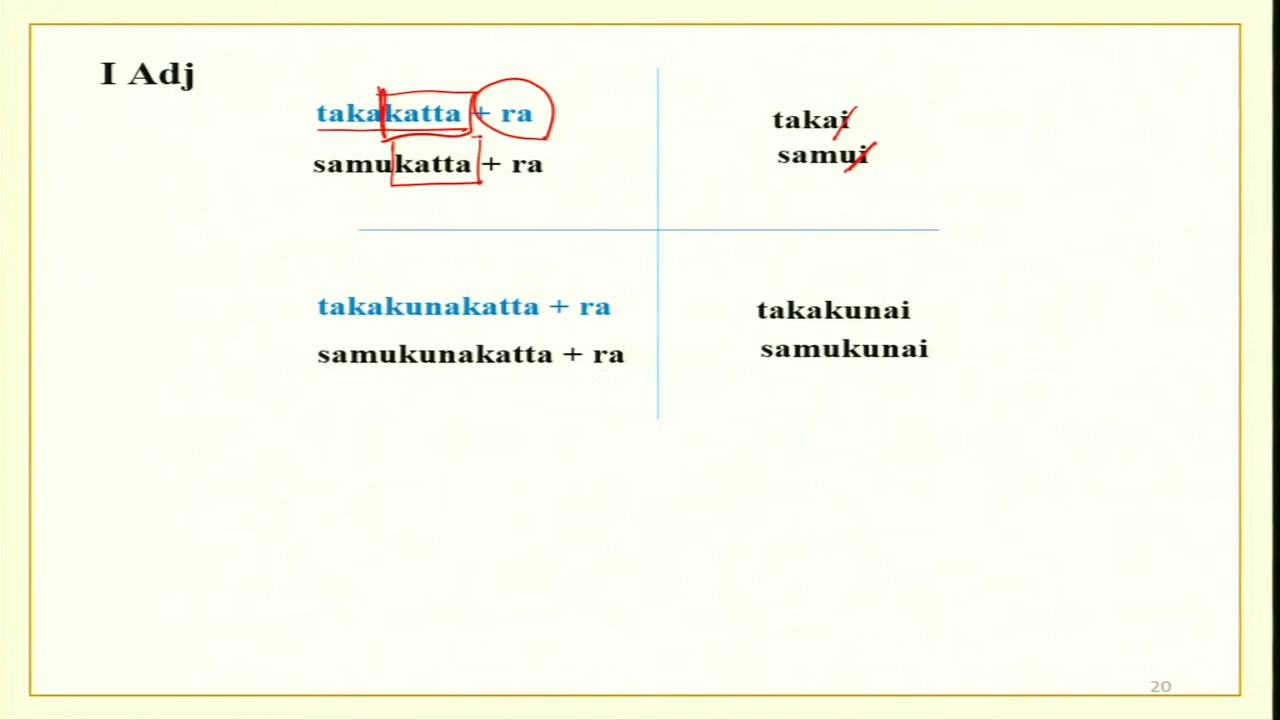 I Adj
takakatta + ra
samukatta + ra
takai
samui
takakunakatta + ra
samukunakatta + ra
takakunai
samukunai
20